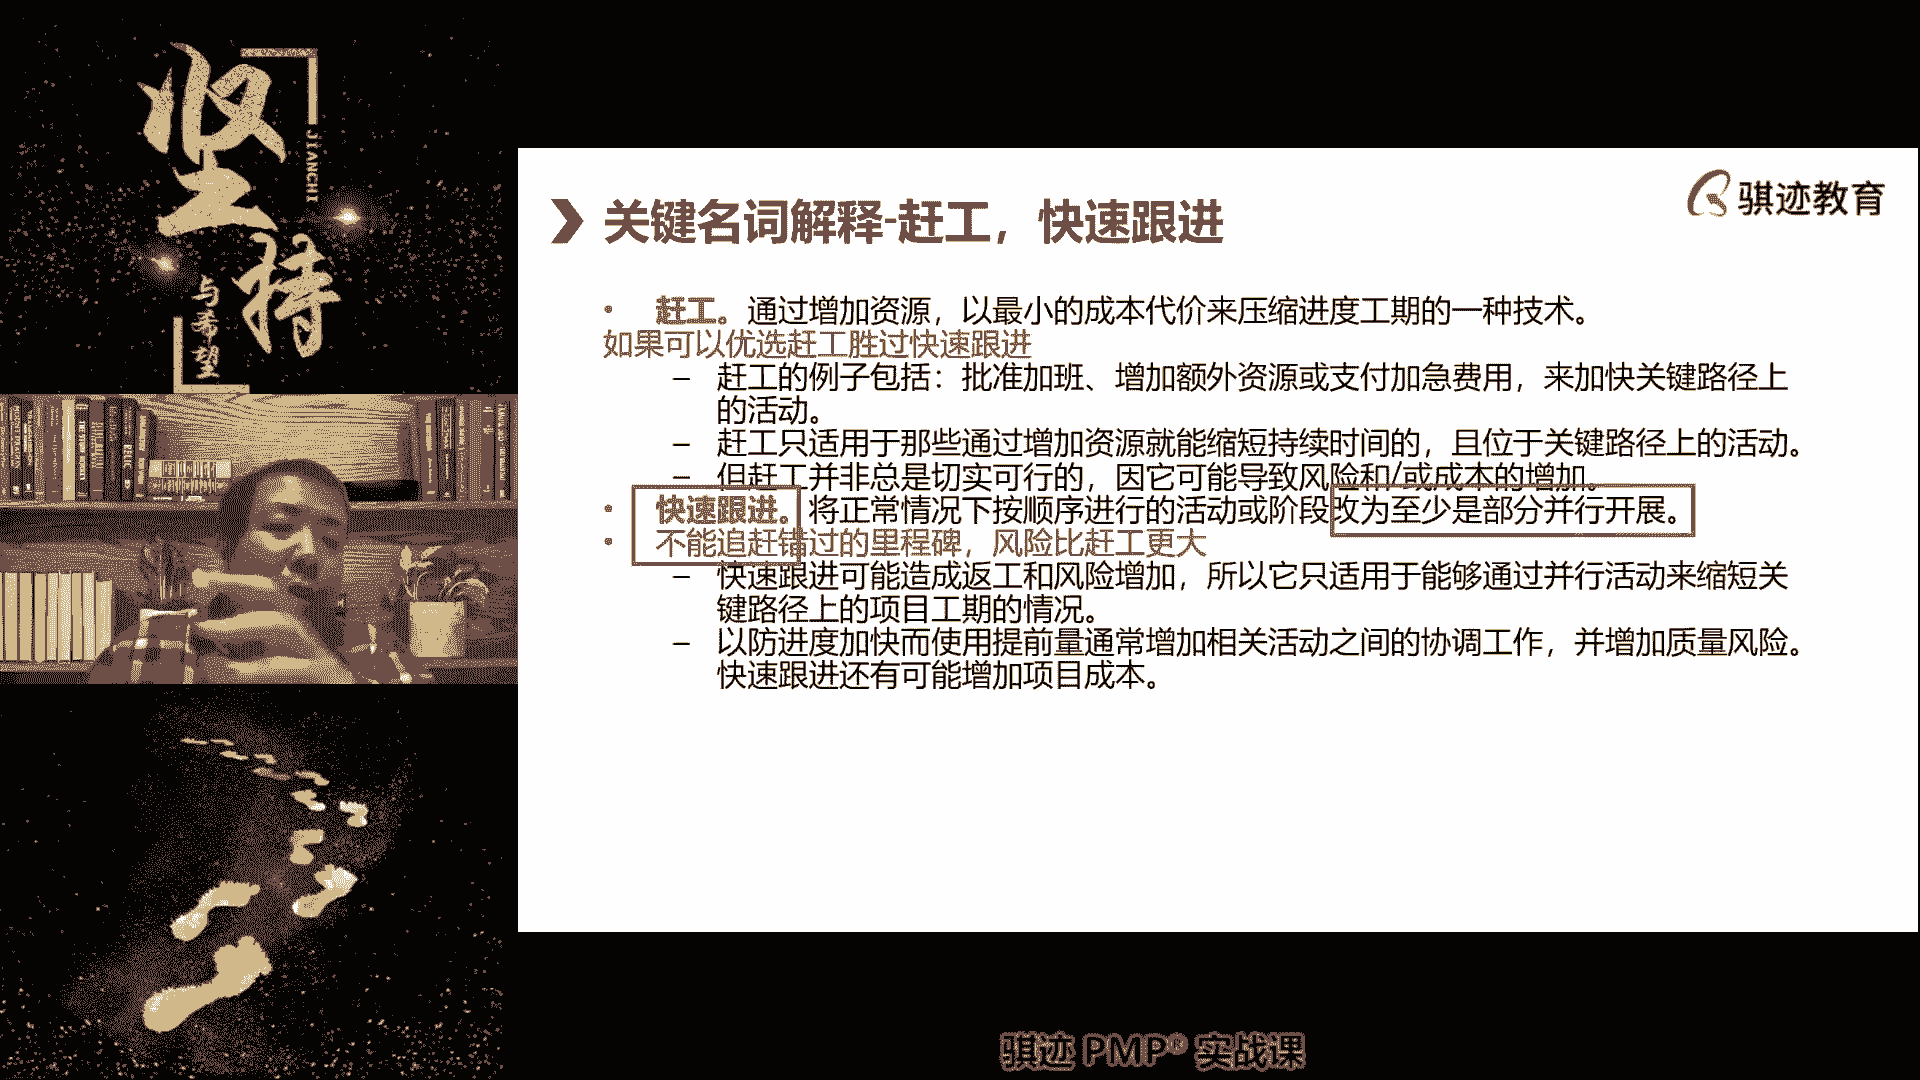 坚持
JIANCHI
与希望
骐迹教育
关键名词解释-赶工，快速跟进
• 赶工。通过增加资源，以最小的成本代价来压缩进度工期的一种技术。
如果可以优选赶工胜过快速跟进
– 赶工的例子包括：批准加班、增加额外资源或支付加急费用，来加快关键路径上
的活动。
– 赶工只适用于那些通过增加资源就能缩短持续时间的，且位于关键路径上的活动。
– 但赶工并非总是切实可行的，因它可能导致风险和/或成本的增加。
• 快速跟进。将正常情况下按顺序进行的活动或阶段改为至少是部分并行开展。
• 不能追赶错过的里程碑，风险比赶工更大
– 快速跟进可能造成返工和风险增加，所以它只适用于能够通过并行活动来缩短关
键路径上的项目工期的情况。
– 以防进度加快而使用提前量通常增加相关活动之间的协调工作，并增加质量风险。
快速跟进还有可能增加项目成本。
骐迹 PMP® 实战课